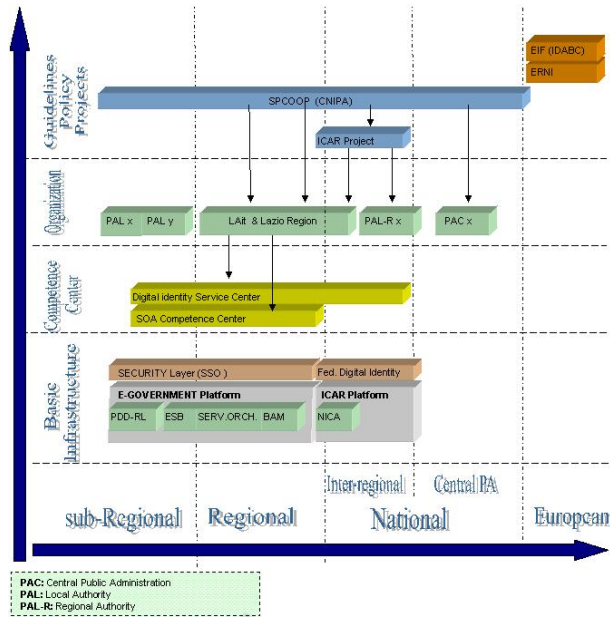 EIF (IDABC)
ERNI
Guidelines
Policy
Projects
SPCOOP (CNIPA)
ICAR Project
Organization
PAL x
PAL y
LAit & Lazio Region
PAL-R x
PAC x
Competence
Center
Digital identity Service Center
SOA Competence Center
Basic
Infrastructure
SECURITY Layer (SSO )
Fed. Digital Identity
E-GOVERNMENT Platform
ICAR Platform
PDD-RL
ESB
SERV.ORCH.
BAM
NICA
Inter-regional
Central PA
sub-Regional
Regional
National
European
PAC: Central Public Administration
PAL: Local Authority
PAL-R: Regional Authority